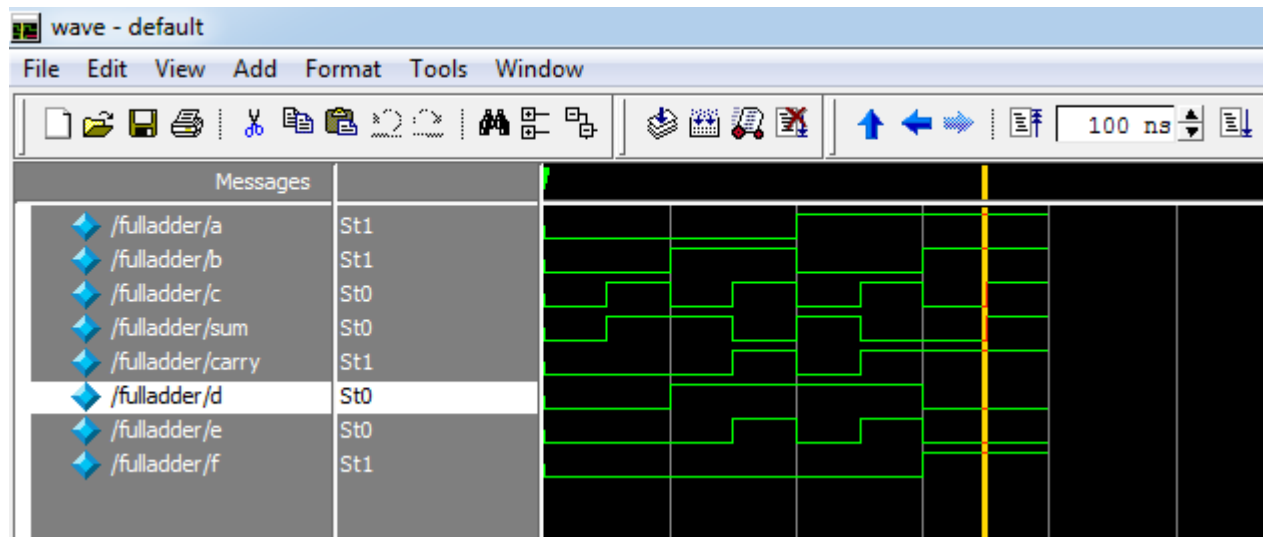 wave - default
File Edit View Add Format Tools Window
100 ns
Messages
/fulladder/a St1
/fulladder/b St1
/fulladder/c St0
/fulladder/sum St0
/fulladder/carry St1
/fulladder/d St0
/fulladder/e St0
/fulladder/f St1